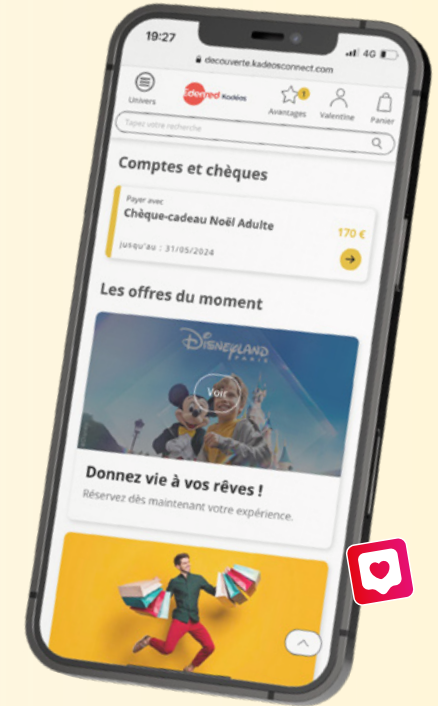 19:27
4G
decouverte.kadeosconnect.com
Univers
Edenred Kadéos
1
Avantages
Valentine
Panier
Tapez votre recherche
Comptes et chèques
Payer avec
Chèque-cadeau Noël Adulte
170 €
jusqu'au : 31/05/2024
Les offres du moment
DISNEYLAND
PARIS
Voir
Donnez vie à vos rêves !
Réservez dès maintenant votre expérience.